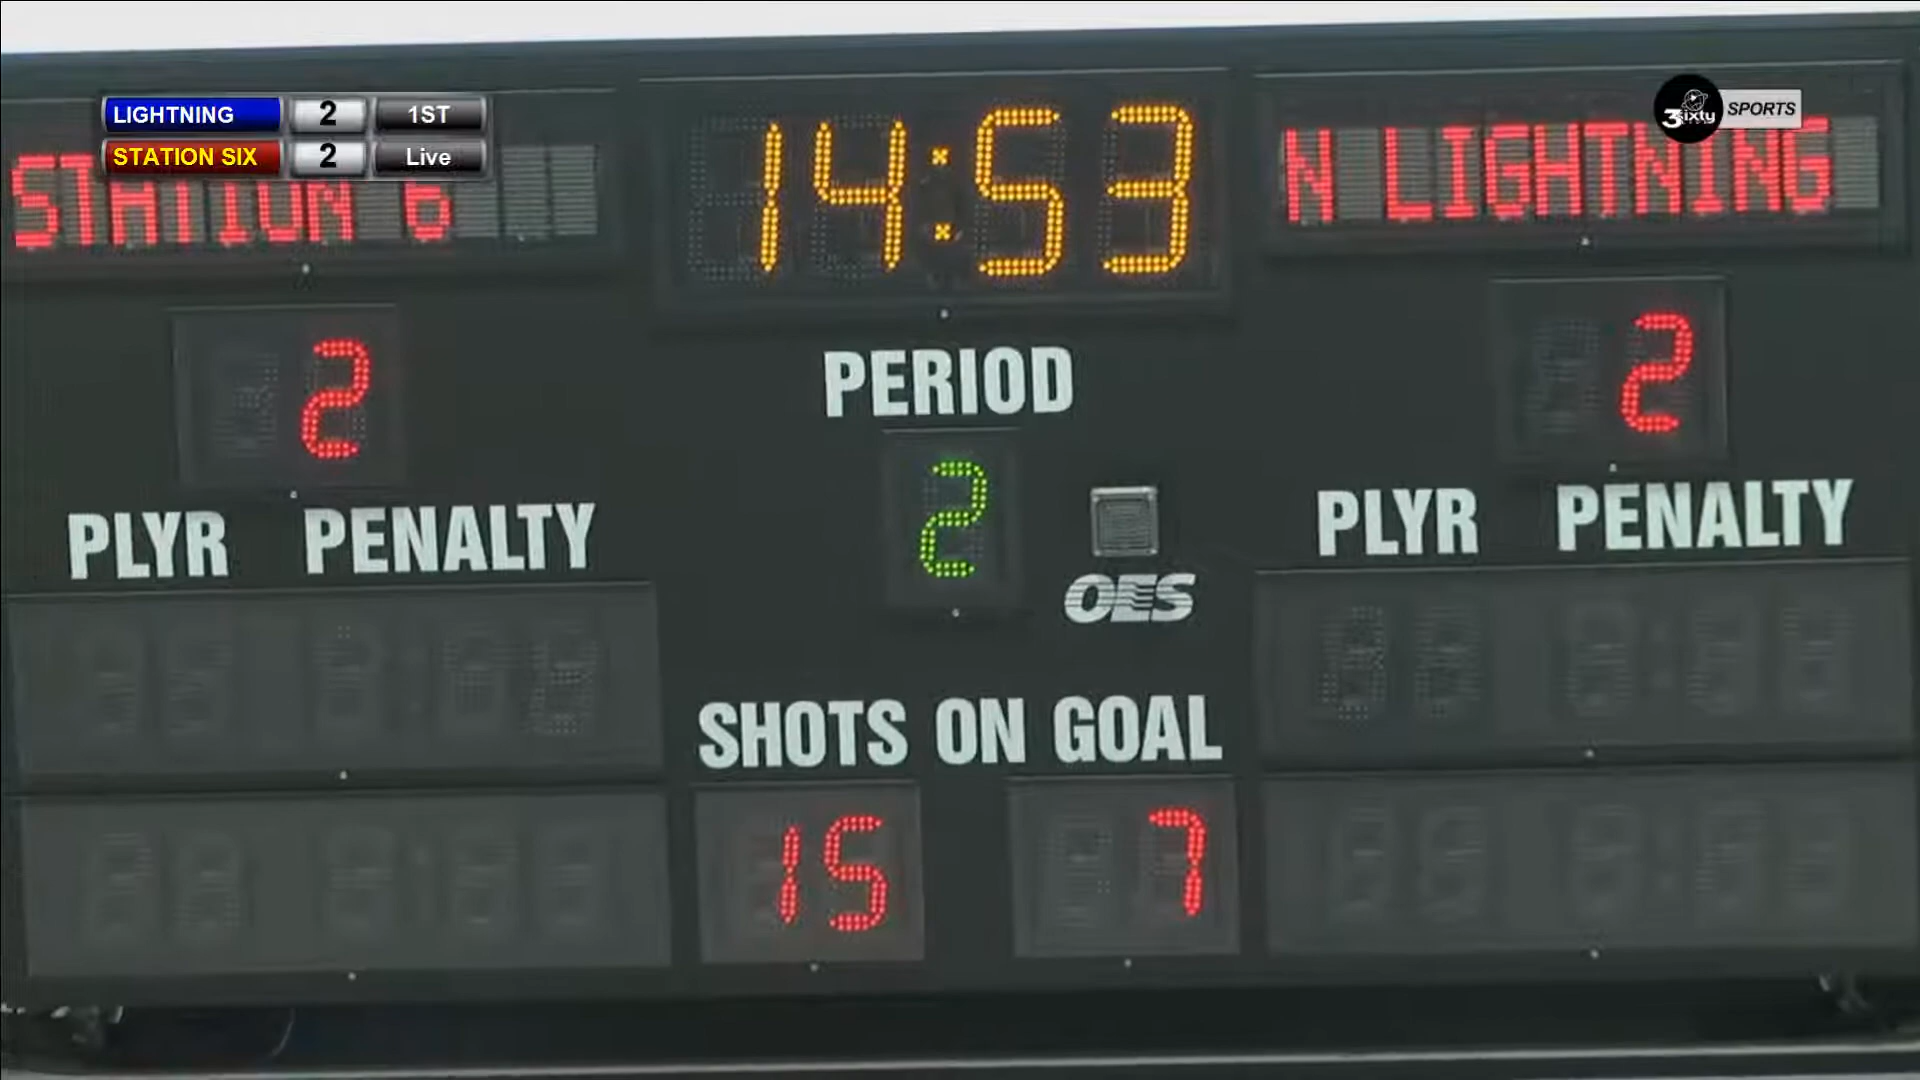 LIGHTNING 2 1ST
STATION SIX 2 Live
3sixty SPORTS
STATION 6
14:53
N LIGHTNING
2
PERIOD
2
2
PLYR PENALTY
OES
PLYR PENALTY
SHOTS ON GOAL
15 7